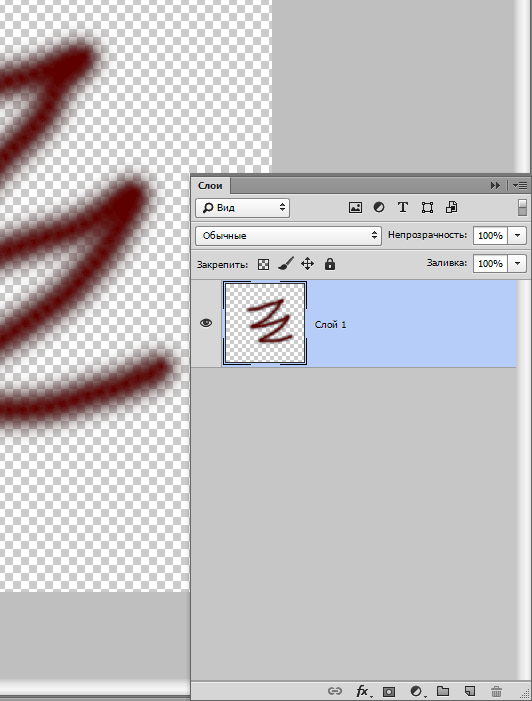 Слои
Вид
T
Обычные Непрозрачность: 100%
Закрепить: Заливка: 100%
Слой 1
fx